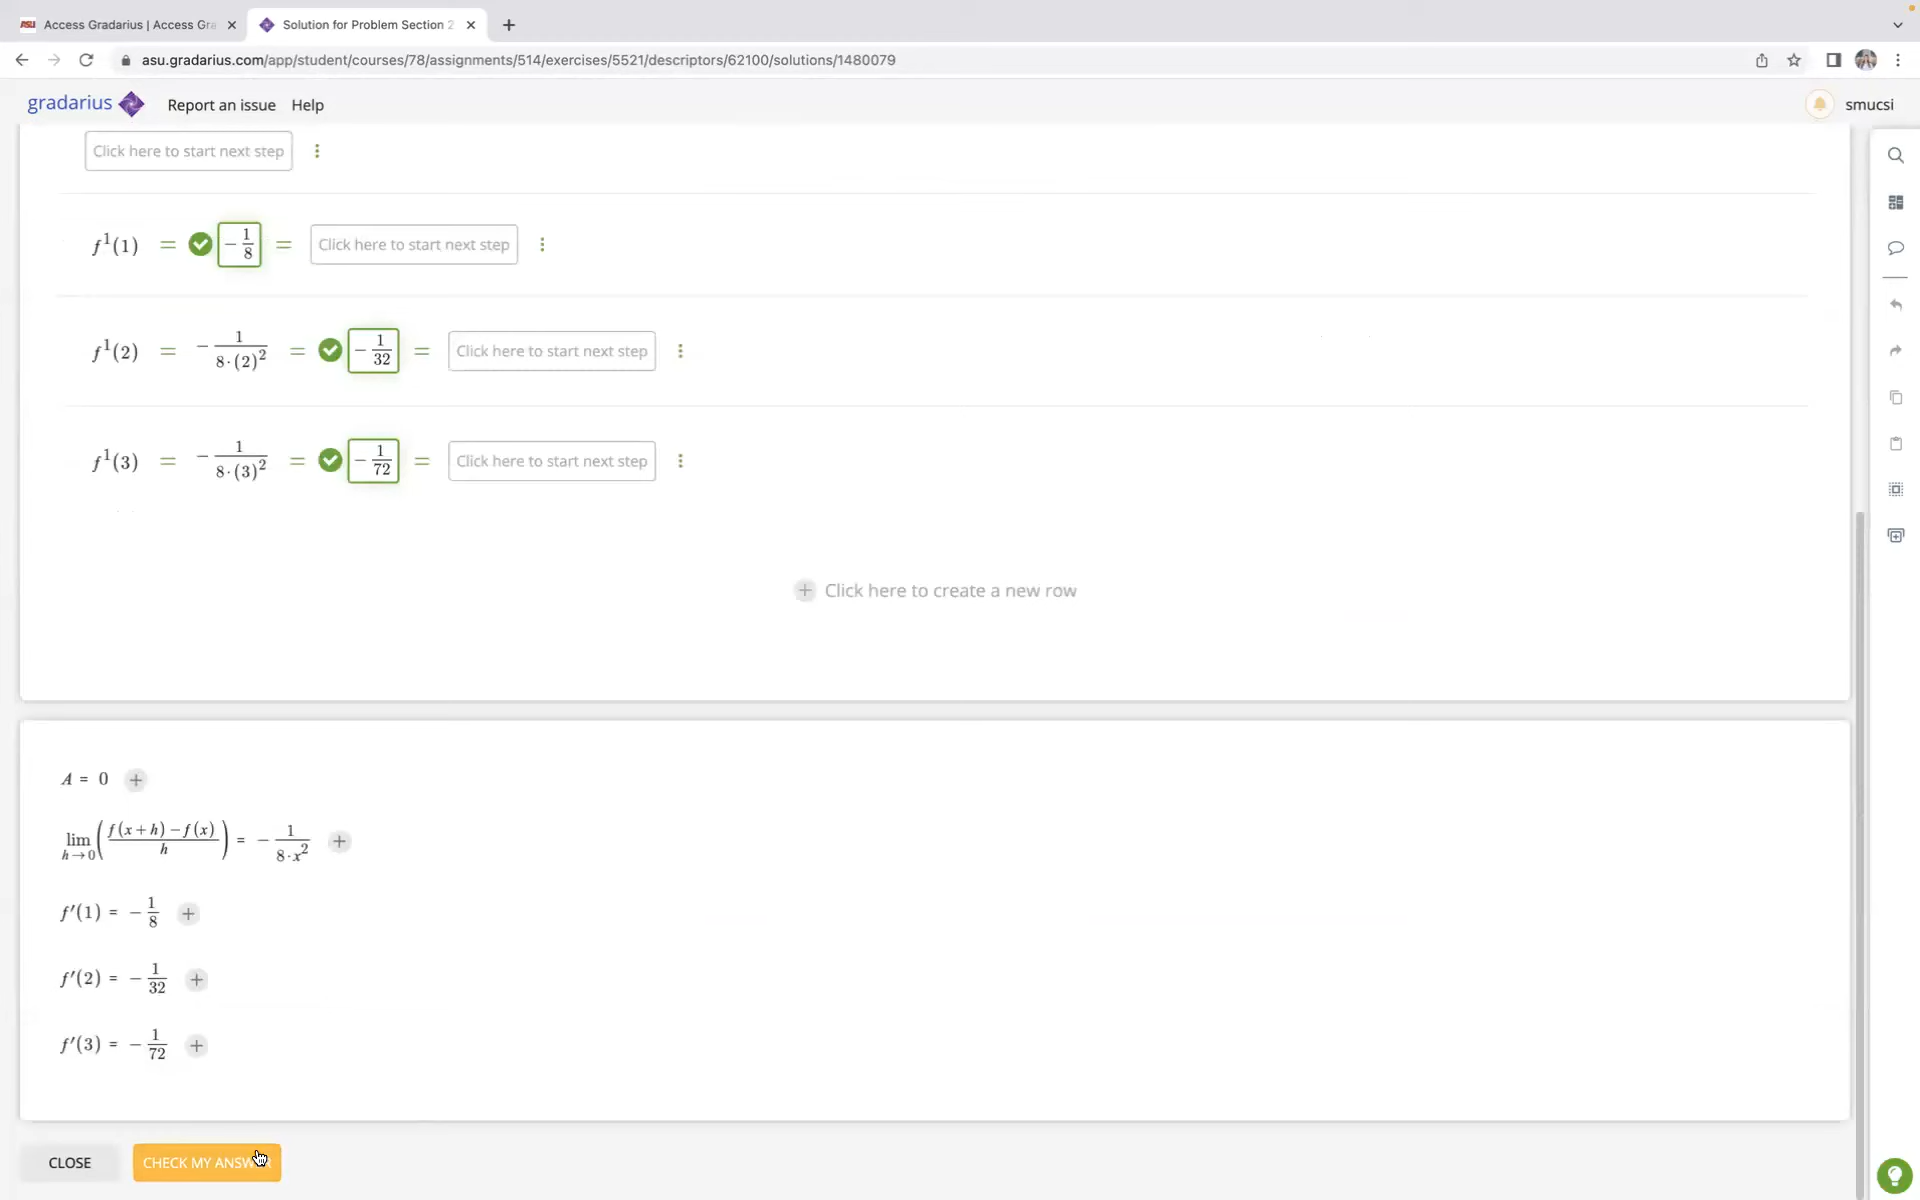 Access Gradarius | Access Gra
Solution for Problem Section 2
asu.gradarius.com/app/student/courses/78/assignments/514/exercises/5521/descriptors/62100/solutions/1480079
gradarius Report an issue Help smucsi
Click here to start next step
f¹(1) = -1/8 = Click here to start next step
f¹(2) = -1/(8·(2)²) = -1/32 = Click here to start next step
f¹(3) = -1/(8·(3)²) = -1/72 = Click here to start next step
+ Click here to create a new row
A = 0 +
lim h→0 ((f(x+h)-f(x))/h) = -1/(8·x²) +
f′(1) = -1/8 +
f′(2) = -1/32 +
f′(3) = -1/72 +
CLOSE CHECK MY